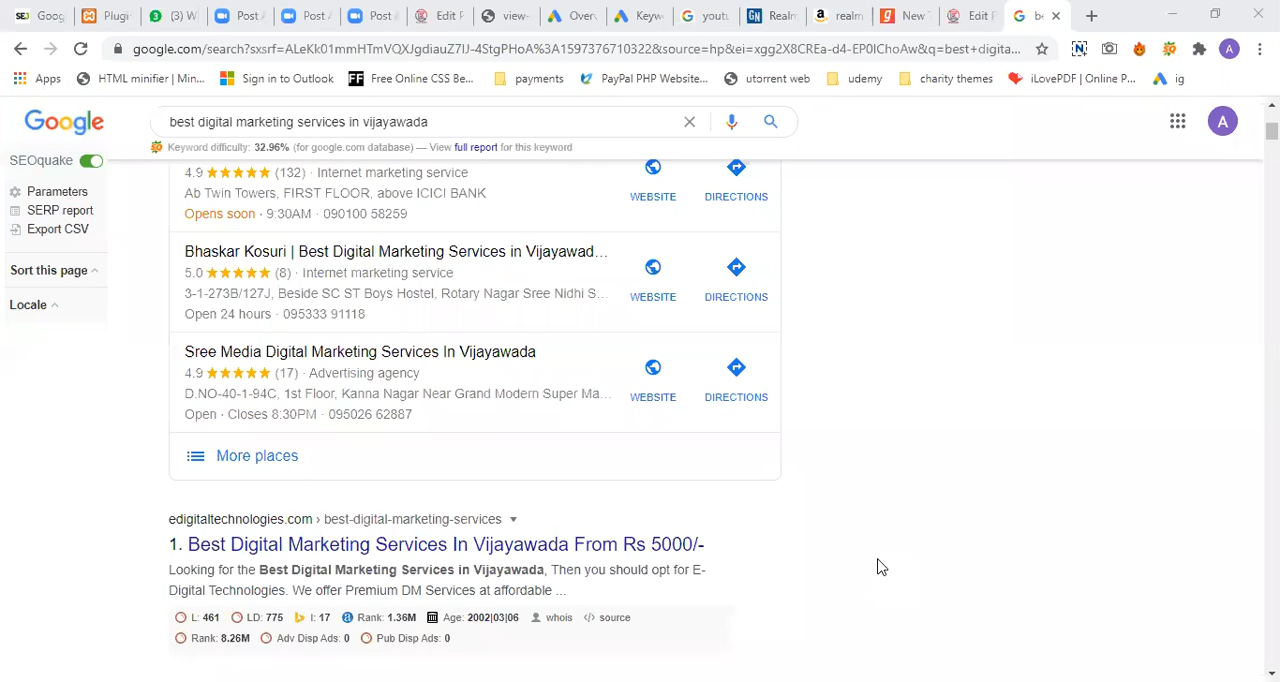 Goog
Plugi
(3) W
Post A
Post A
Post A
Edit P
view-
Over
Keyw
youtu
Realm
realm
New T
Edit P
be
google.com/search?sxsrf=ALeKk01mmHTmVQXJgdiauZ7lJ-4StgPHoA%3A1597376710322&source=hp&ei=xgg2X8CREa-d4-EP0IChoAw&q=best+digita...
Apps
HTML minifier | Min...
Sign in to Outlook
Free Online CSS Be...
payments
PayPal PHP Website...
utorrent web
udemy
charity themes
iLovePDF | Online P...
ig
Google
best digital marketing services in vijayawada
A
Keyword difficulty: 32.96% (for google.com database) — View full report for this keyword
SEOquake
Parameters
SERP report
Export CSV
Sort this page
Locale
4.9 (132) · Internet marketing service
Ab Twin Towers, FIRST FLOOR, above ICICI BANK
Opens soon · 9:30AM · 090100 58259
WEBSITE
DIRECTIONS
Bhaskar Kosuri | Best Digital Marketing Services in Vijayawad...
5.0 (8) · Internet marketing service
3-1-273B/127J, Beside SC ST Boys Hostel, Rotary Nagar Sree Nidhi S...
Open 24 hours · 095333 91118
WEBSITE
DIRECTIONS
Sree Media Digital Marketing Services In Vijayawada
4.9 (17) · Advertising agency
D.NO-40-1-94C, 1st Floor, Kanna Nagar Near Grand Modern Super Ma...
Open · Closes 8:30PM · 095026 62887
WEBSITE
DIRECTIONS
More places
edigitaltechnologies.com › best-digital-marketing-services
1. Best Digital Marketing Services In Vijayawada From Rs 5000/-
Looking for the Best Digital Marketing Services in Vijayawada, Then you should opt for E-
Digital Technologies. We offer Premium DM Services at affordable ...
L: 461 LD: 775 I: 17 Rank: 1.36M Age: 2002|03|06 whois source
Rank: 8.26M Adv Disp Ads: 0 Pub Disp Ads: 0